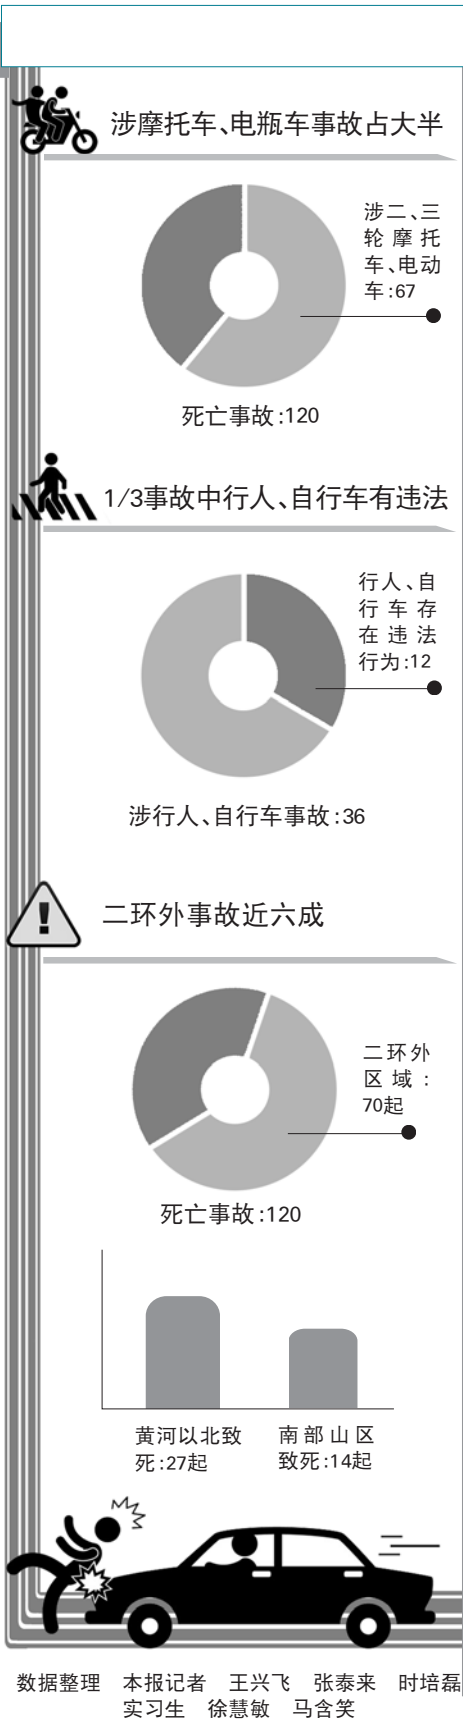 涉摩托车、电瓶车事故占大半
涉二、三
轮摩托
车、电动
车:67
死亡事故:120
1/3事故中行人、自行车有违法
行人、自
行车存
在违法
行为:12
涉行人、自行车事故:36
!
二环外事故近六成
二环外
区域:
70起
死亡事故:120
黄河以北致
死:27起
南部山区
致死:14起
数据整理 本报记者 王兴飞 张泰来 时培磊
实习生 徐慧敏 马含笑